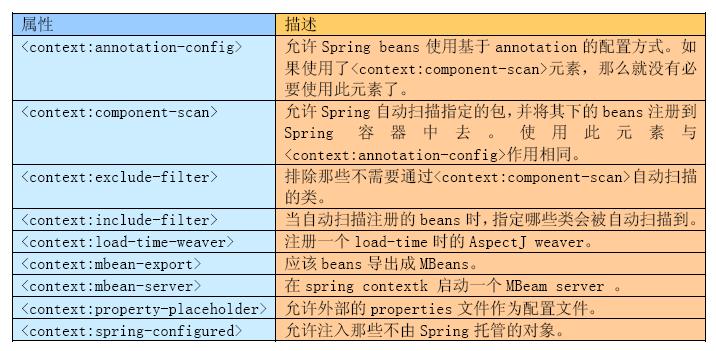 属性 描述
<context:annotation-config> 允许 Spring beans 使用基于 annotation 的配置方式。如
果使用了<context:component-scan>元素，那么就没有必
要使用此元素了。
<context:component-scan> 允许 Spring 自动扫描指定的包，并将其下的 beans 注册到
Spring 容器中去。使用此元素与
<context:annotation-config>作用相同。
<context:exclude-filter> 排除那些不需要通过<context:component-scan>自动扫描
的类。
<context:include-filter> 当自动扫描注册的 beans 时，指定哪些类会被自动扫描到。
<context:load-time-weaver> 注册一个 load-time 时的 AspectJ weaver。
<context:mbean-export> 应该 beans 导出成 MBeans。
<context:mbean-server> 在 spring contextk 启动一个 MBeam server 。
<context:property-placeholder> 允许外部的 properties 文件作为配置文件。
<context:spring-configured> 允许注入那些不由 Spring 托管的对象。